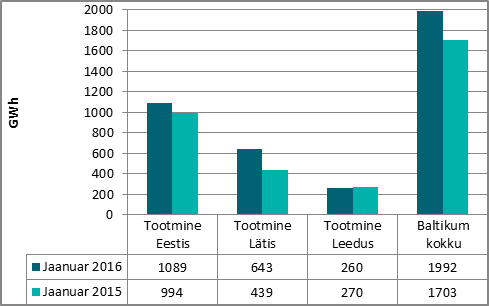 2000
1800
1600
1400
1200
1000
800
600
400
200
0
GWh
Tootmine Eestis
Tootmine Lätis
Tootmine Leedus
Baltikum kokku
Jaanuar 2016 1089 643 260 1992
Jaanuar 2015 994 439 270 1703